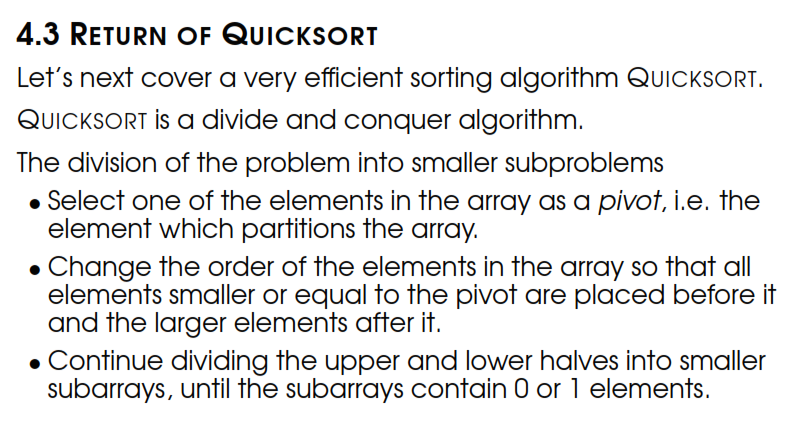 4.3 RETURN OF QUICKSORT
Let's next cover a very efficient sorting algorithm QUICKSORT.
QUICKSORT is a divide and conquer algorithm.
The division of the problem into smaller subproblems
• Select one of the elements in the array as a pivot, i.e. the
element which partitions the array.
• Change the order of the elements in the array so that all
elements smaller or equal to the pivot are placed before it
and the larger elements after it.
• Continue dividing the upper and lower halves into smaller
subarrays, until the subarrays contain 0 or 1 elements.